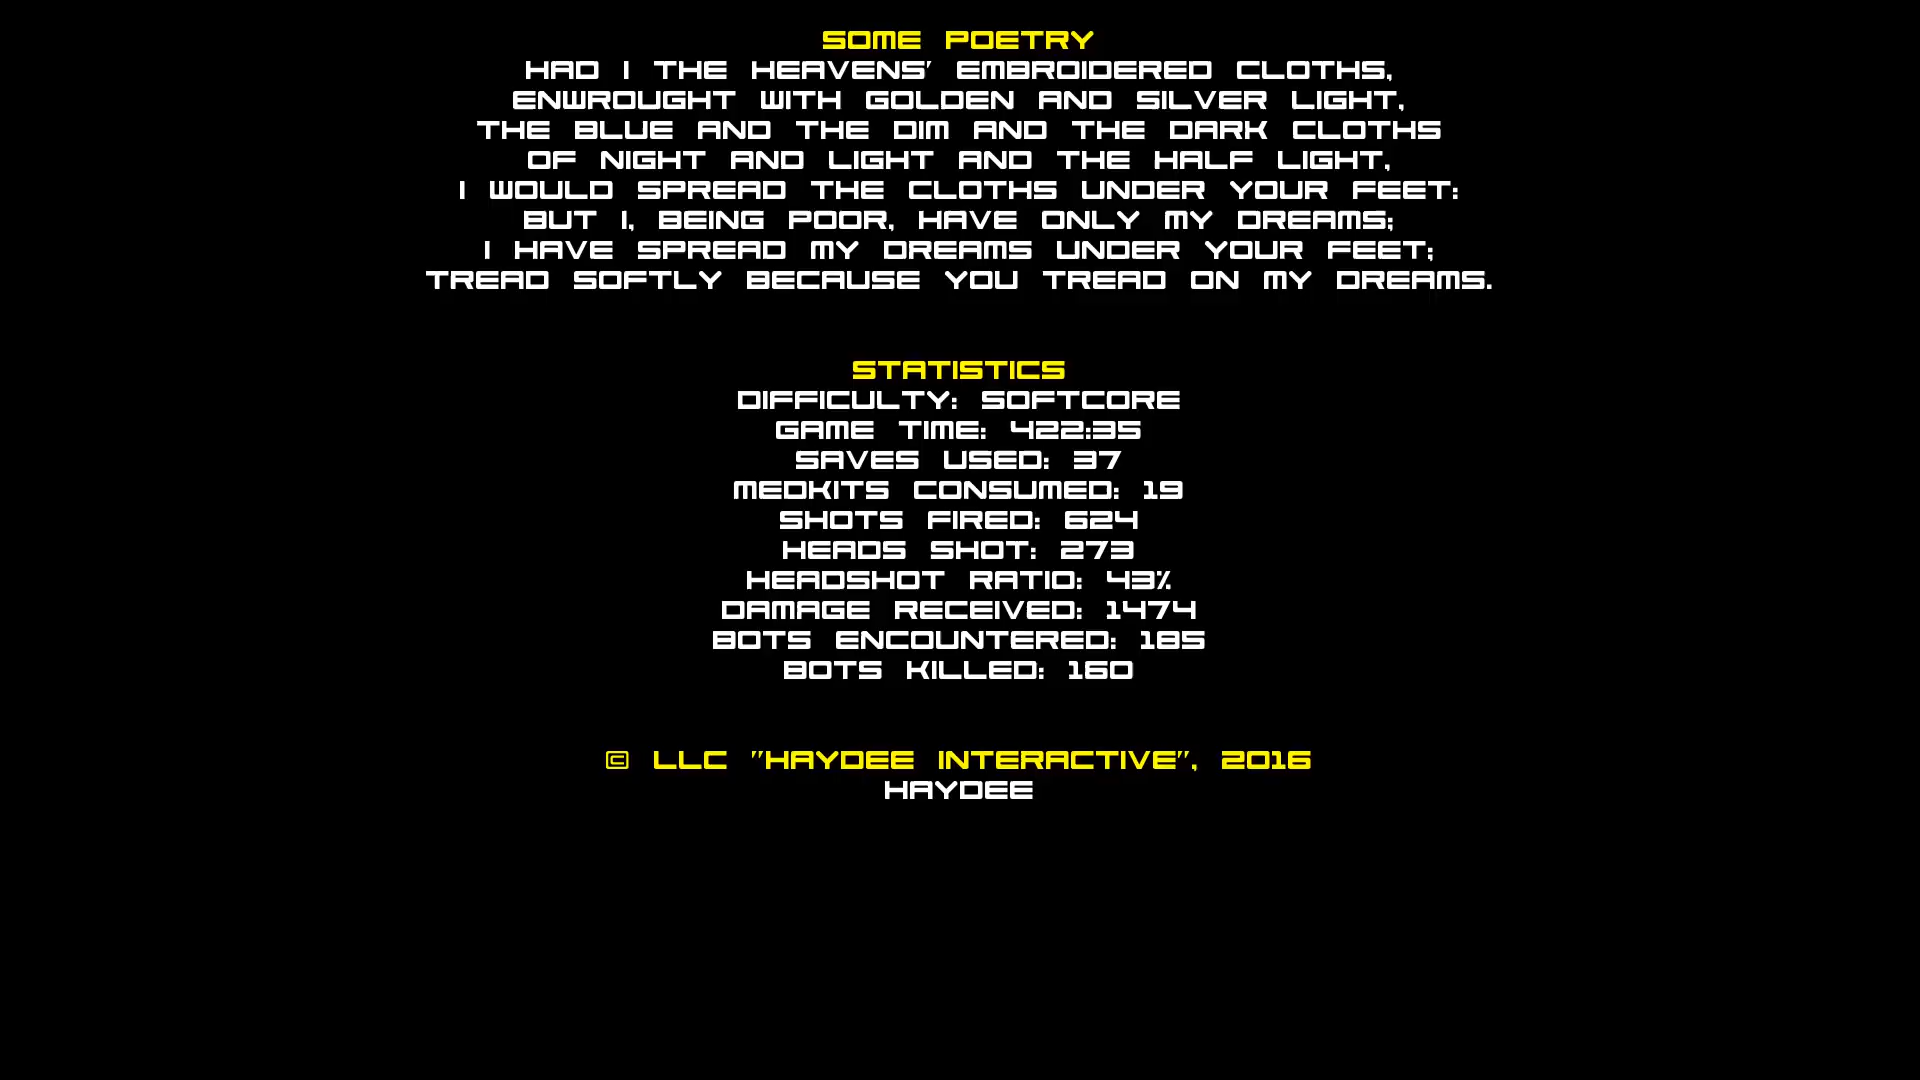 SOME POETRY
HAD I THE HEAVENS' EMBROIDERED CLOTHS,
ENWROUGHT WITH GOLDEN AND SILVER LIGHT,
THE BLUE AND THE DIM AND THE DARK CLOTHS
OF NIGHT AND LIGHT AND THE HALF LIGHT,
I WOULD SPREAD THE CLOTHS UNDER YOUR FEET:
BUT I, BEING POOR, HAVE ONLY MY DREAMS;
I HAVE SPREAD MY DREAMS UNDER YOUR FEET;
TREAD SOFTLY BECAUSE YOU TREAD ON MY DREAMS.
STATISTICS
DIFFICULTY: SOFTCORE
GAME TIME: 422:35
SAVES USED: 37
MEDKITS CONSUMED: 19
SHOTS FIRED: 624
HEADS SHOT: 273
HEADSHOT RATIO: 43%
DAMAGE RECEIVED: 1474
BOTS ENCOUNTERED: 185
BOTS KILLED: 160
© LLC "HAYDEE INTERACTIVE", 2016
HAYDEE